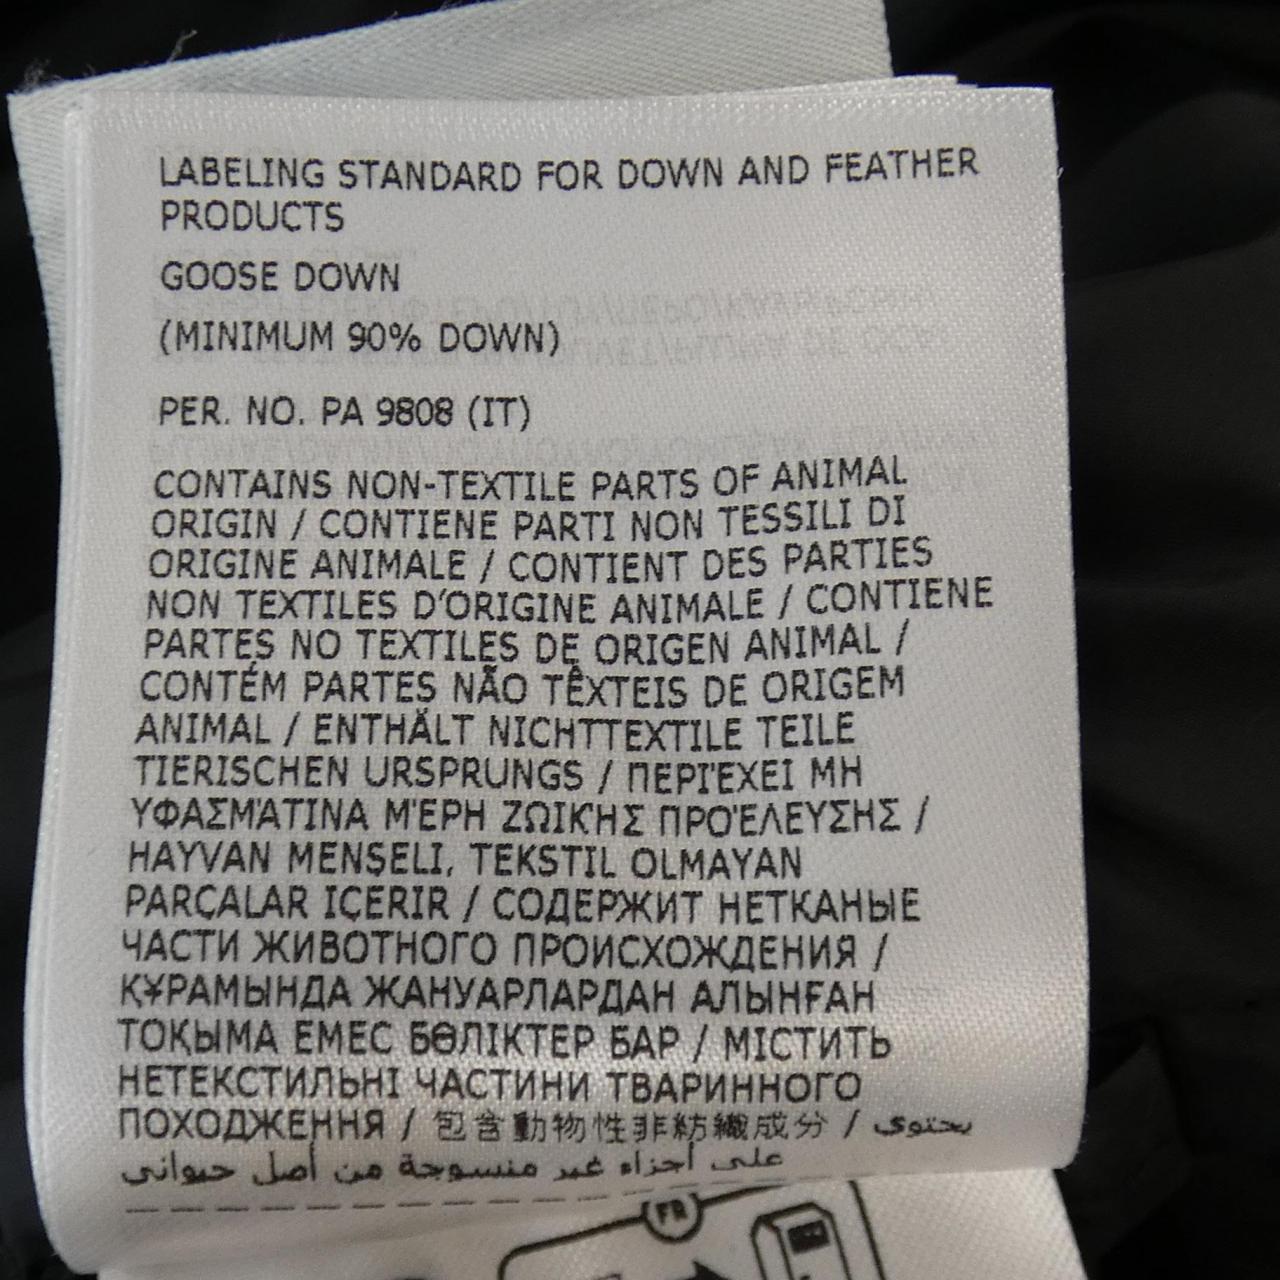 LABELING STANDARD FOR DOWN AND FEATHER
PRODUCTS
GOOSE DOWN
(MINIMUM 90% DOWN)
PER. NO. PA 9808 (IT)
CONTAINS NON-TEXTILE PARTS OF ANIMAL
ORIGIN / CONTIENE PARTI NON TESSILI DI
ORIGINE ANIMALE / CONTIENT DES PARTIES
NON TEXTILES D'ORIGINE ANIMALE / CONTIENE
PARTES NO TEXTILES DE ORIGEN ANIMAL /
CONTÉM PARTES NÃO TÊXTEIS DE ORIGEM
ANIMAL / ENTHÄLT NICHTTEXTILE TEILE
TIERISCHEN URSPRUNGS / ΠΕΡΙΈΧΕΙ ΜΗ
ΥΦΑΣΜΆΤΙΝΑ ΜΈΡΗ ΖΩΙΚΉΣ ΠΡΟΈΛΕΥΣΗΣ /
HAYVAN MENŞELI, TEKSTIL OLMAYAN
PARÇALAR IÇERIR / СОДЕРЖИТ НЕТКАНЫЕ
ЧАСТИ ЖИВОТНОГО ПРОИСХОЖДЕНИЯ /
ҚҰРАМЫНДА ЖАНУАРЛАРДАН АЛЫНҒАН
ТОҚЫМА ЕМЕС БӨЛІКТЕР БАР / МІСТИТЬ
НЕТЕКСТИЛЬНІ ЧАСТИНИ ТВАРИННОГО
ПОХОДЖЕННЯ / 包含動物性非紡織成分 / يحتوي
على أجزاء غير منسوجة من أصل حيواني
FR